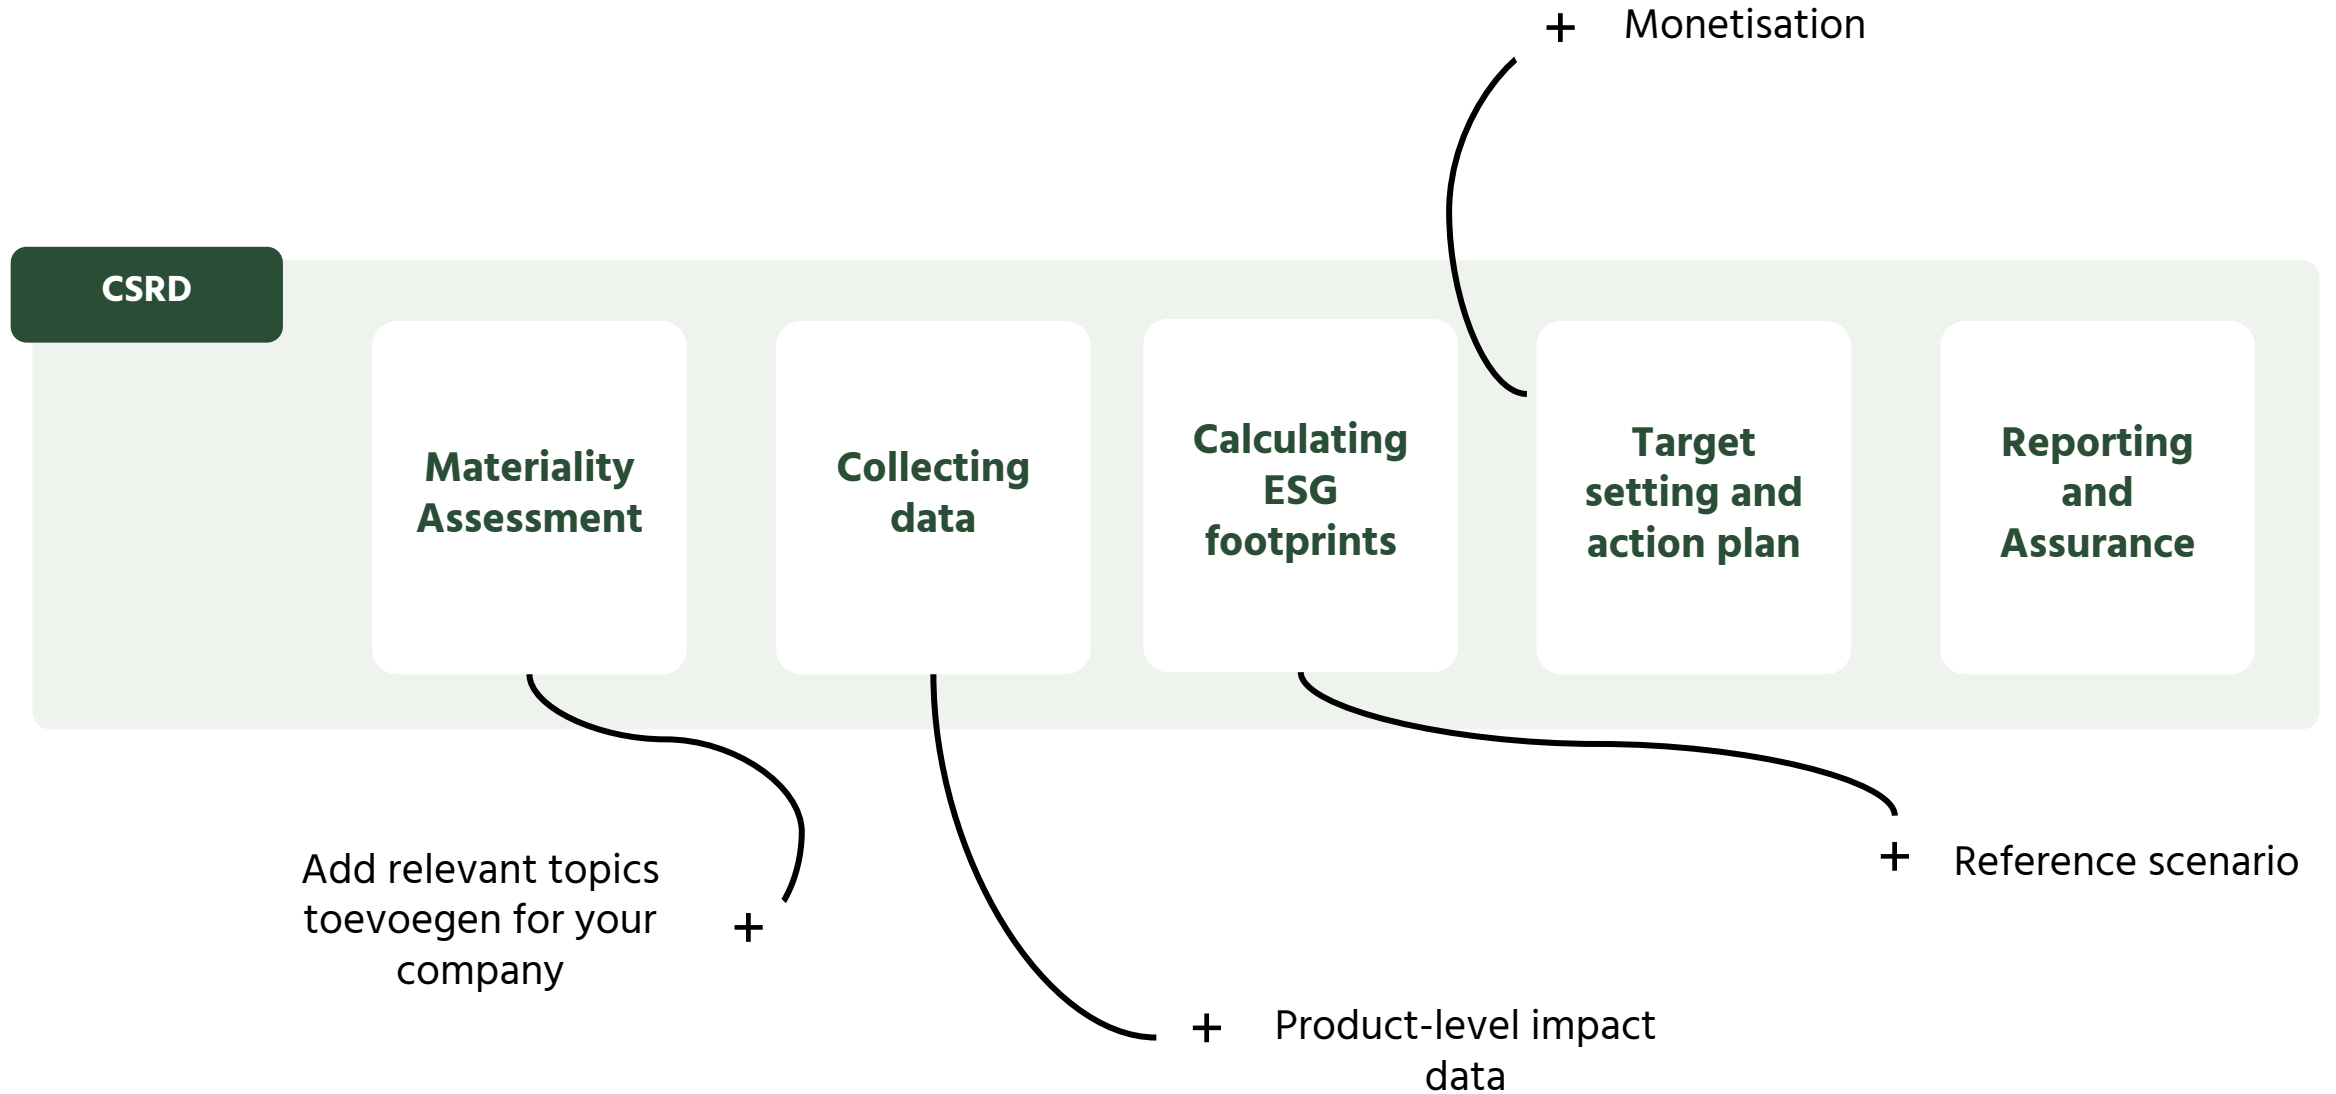 + Monetisation
CSRD
Materiality
Assessment
Collecting
data
Calculating
ESG
footprints
Target
setting and
action plan
Reporting
and
Assurance
Add relevant topics
toevoegen for your
company
+
+ Reference scenario
+ Product-level impact
data